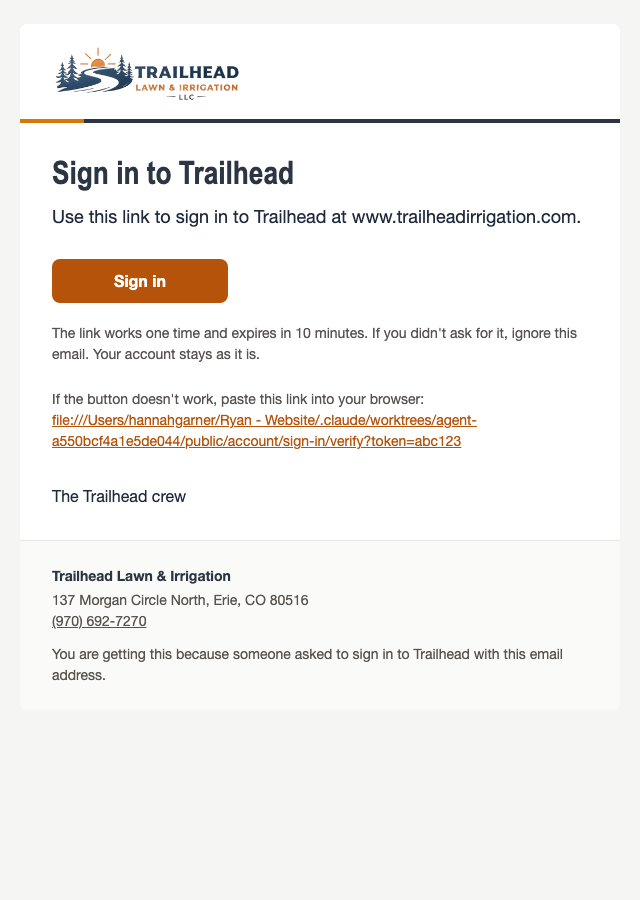 TRAILHEAD
LAWN & IRRIGATION
LLC
Sign in to Trailhead
Use this link to sign in to Trailhead at www.trailheadirrigation.com.
Sign in
The link works one time and expires in 10 minutes. If you didn't ask for it, ignore this
email. Your account stays as it is.
If the button doesn't work, paste this link into your browser:
file:///Users/hannahgarner/Ryan - Website/.claude/worktrees/agent-
a550bcf4a1e5de044/public/account/sign-in/verify?token=abc123
The Trailhead crew
Trailhead Lawn & Irrigation
137 Morgan Circle North, Erie, CO 80516
(970) 692-7270
You are getting this because someone asked to sign in to Trailhead with this email
address.